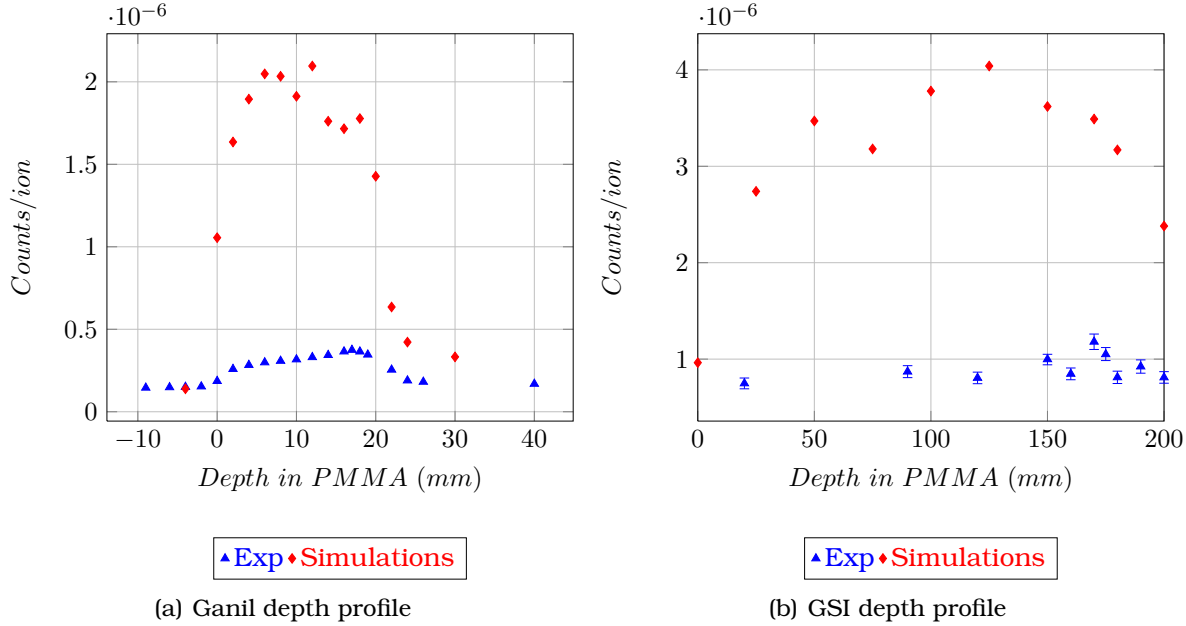 ·10−6
2
1.5
1
0.5
0
−10 0 10 20 30 40
Counts/ion
Depth in PMMA (mm)
Exp Simulations
(a) Ganil depth profile
·10−6
4
3
2
1
0 50 100 150 200
Counts/ion
Depth in PMMA (mm)
Exp Simulations
(b) GSI depth profile